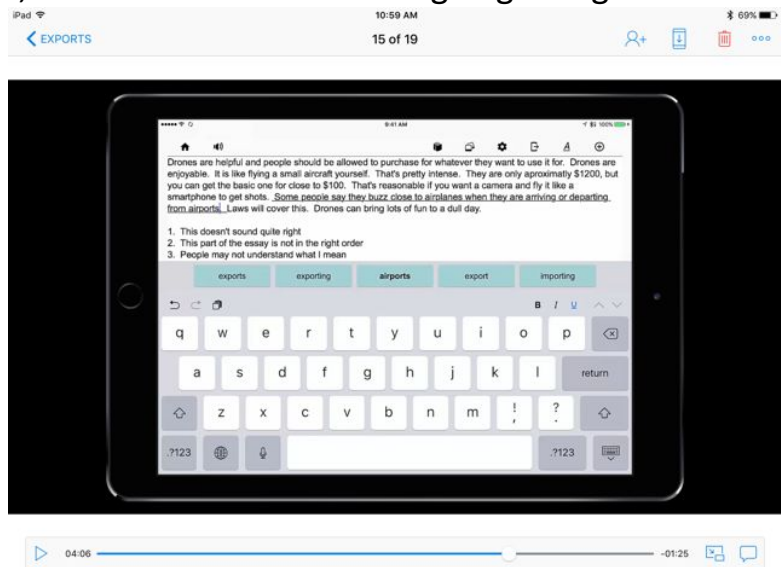 iPad 10:59 AM 69%
EXPORTS 15 of 19
9:41 AM 100%
Drones are helpful and people should be allowed to purchase for whatever they want to use it for. Drones are
enjoyable. It is like flying a small aircraft yourself. That's pretty intense. They are only aproximatly $1200, but
you can get the basic one for close to $100. That's reasonable if you want a camera and fly it like a
smartphone to get shots. Some people say they buzz close to airplanes when they are arriving or departing
from airports. Laws will cover this. Drones can bring lots of fun to a dull day.
1. This doesn't sound quite right
2. This part of the essay is not in the right order
3. People may not understand what I mean
exports exporting airports export importing
B I U
q w e r t y u i o p
a s d f g h j k l return
z x c v b n m ! , ? .
.?123 .?123
04:06 -01:25